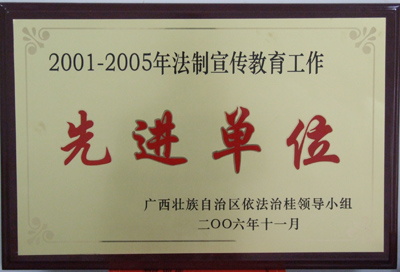 2001-2005年法制宣传教育工作
先进单位
广西壮族自治区依法治桂领导小组
二〇〇六年十一月